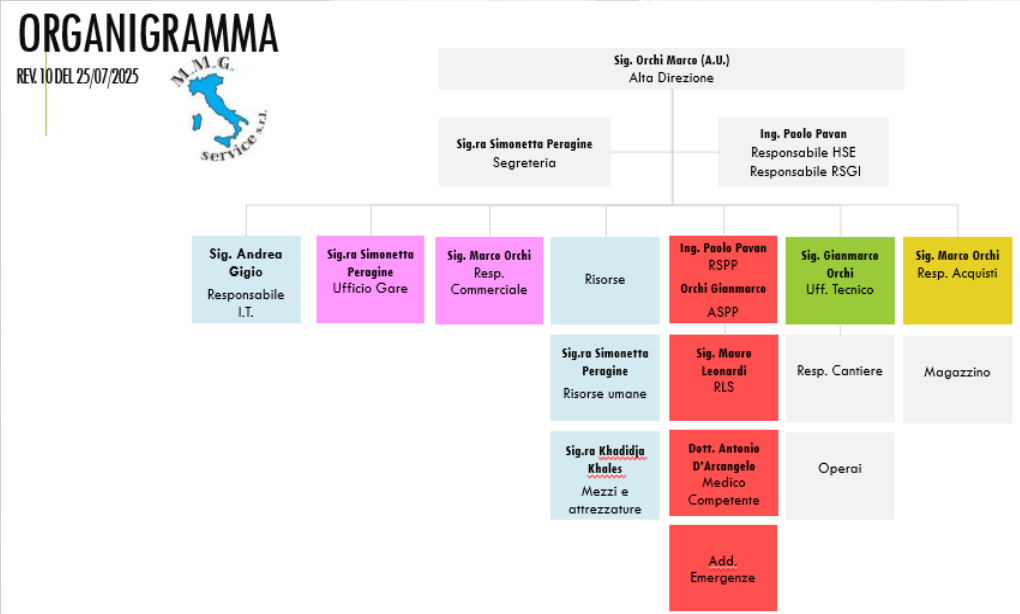 ORGANIGRAMMA
REV. 10 DEL 25/07/2025
M.M.G.
service s.r.l.
Sig. Orchi Marco (A.U.)
Alta Direzione
Sig.ra Simonetta Peragine
Segreteria
Ing. Paolo Pavan
Responsabile HSE
Responsabile RSGI
Sig. Andrea
Gigio
Responsabile
I.T.
Sig.ra Simonetta
Peragine
Ufficio Gare
Sig. Marco Orchi
Resp.
Commerciale
Risorse
Ing. Paolo Pavan
RSPP
Orchi Gianmarco
ASPP
Sig. Gianmarco
Orchi
Uff. Tecnico
Sig. Marco Orchi
Resp. Acquisti
Sig.ra Simonetta
Peragine
Risorse umane
Sig. Mauro
Leonardi
RLS
Resp. Cantiere
Magazzino
Sig.ra Khadidja
Khales
Mezzi e
attrezzature
Dott. Antonio
D'Arcangelo
Medico
Competente
Operai
Add.
Emergenze